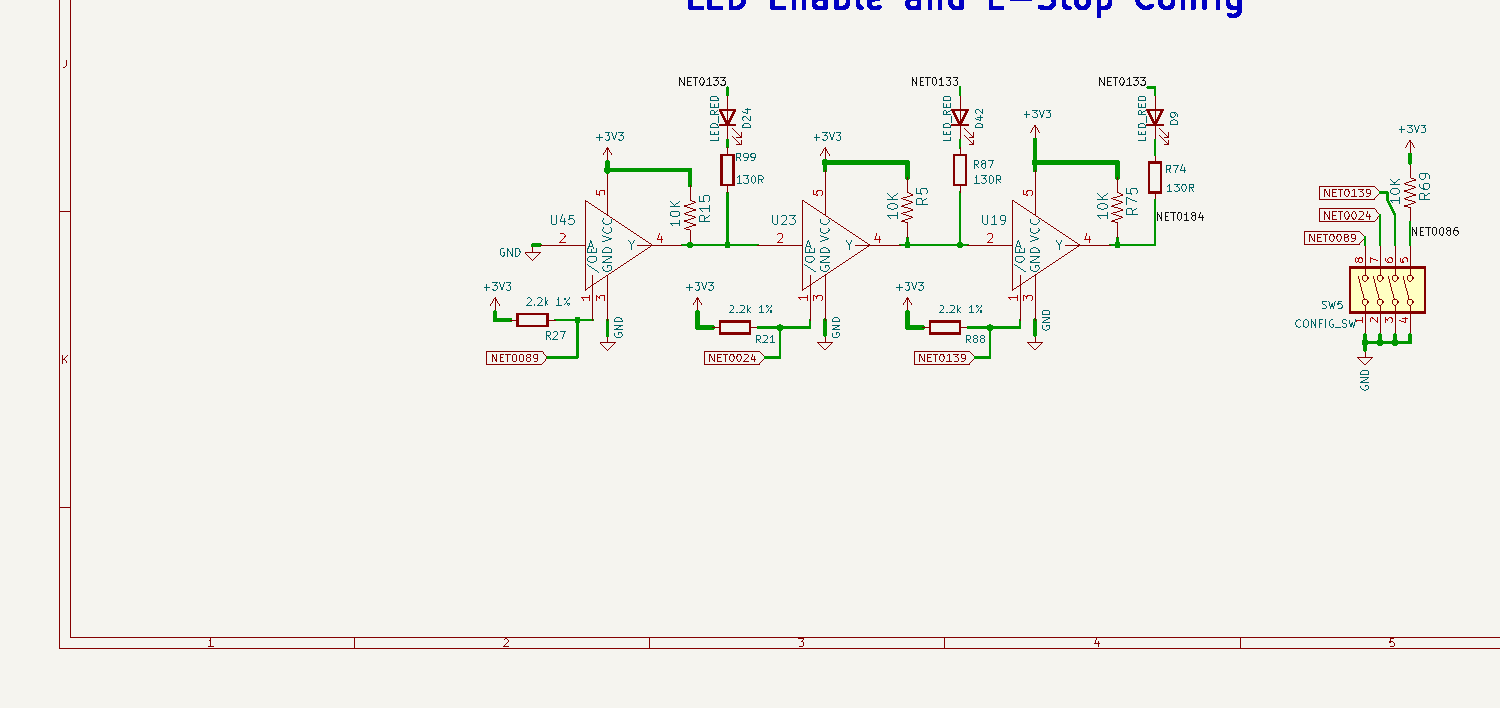 LED Enable and E-Stop Config
J
NET0133
NET0133
NET0133
LED_RED
D24
LED_RED
D42
LED_RED
D9
+3V3
+3V3
+3V3
+3V3
R99
130R
R87
130R
R74
130R
10K
R15
10K
R5
10K
R75
10K
R69
NET0139
NET0024
NET0089
NET0184
NET0086
U45
5
2
A
/OE
GND
VCC
Y
4
1
3
GND
U23
5
2
A
/OE
GND
VCC
Y
4
1
3
U19
5
2
A
/OE
GND
VCC
Y
4
1
3
8
7
6
5
SW5
CONFIG_SW
1
2
3
4
GND
+3V3
2.2k 1%
R27
GND
NET0089
+3V3
2.2k 1%
R21
GND
NET0024
+3V3
2.2k 1%
R88
GND
NET0139
K
1
2
3
4
5